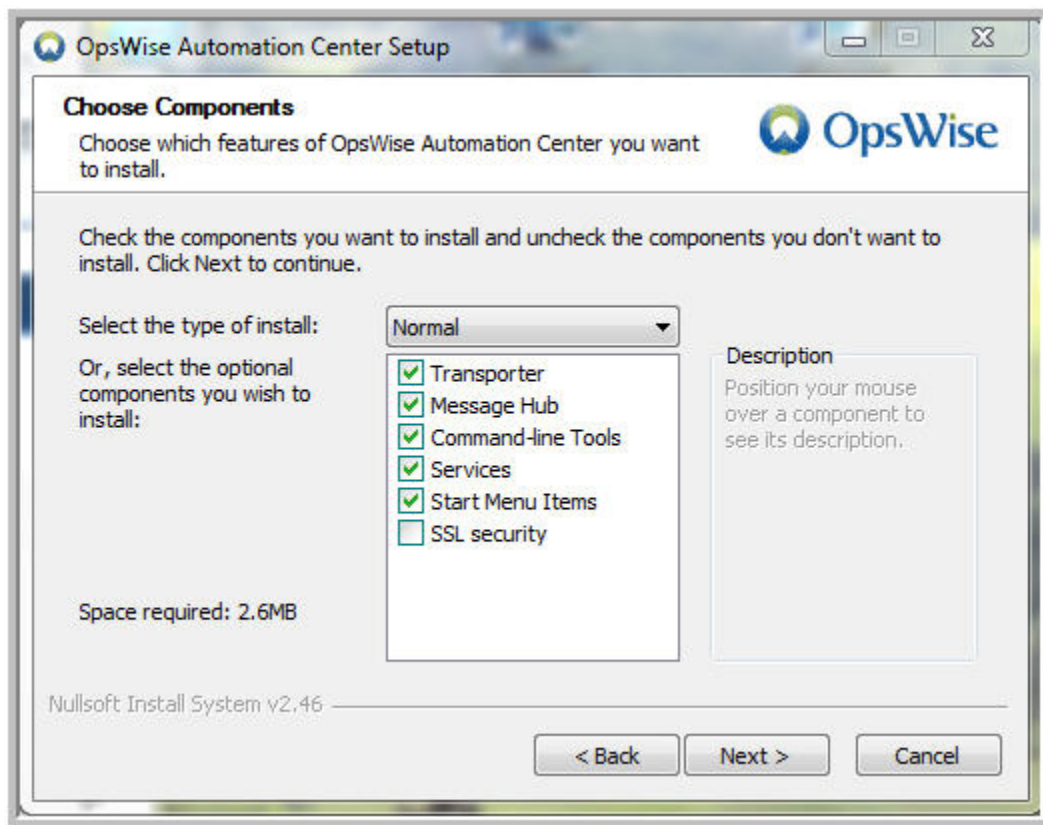 OpsWise Automation Center Setup
Choose Components
Choose which features of OpsWise Automation Center you want
to install.
OpsWise
Check the components you want to install and uncheck the components you don't want to
install. Click Next to continue.
Select the type of install:
Normal
Or, select the optional
components you wish to
install:
Transporter
Message Hub
Command-line Tools
Services
Start Menu Items
SSL security
Description
Position your mouse
over a component to
see its description.
Space required: 2.6MB
Nullsoft Install System v2.46
< Back
Next >
Cancel